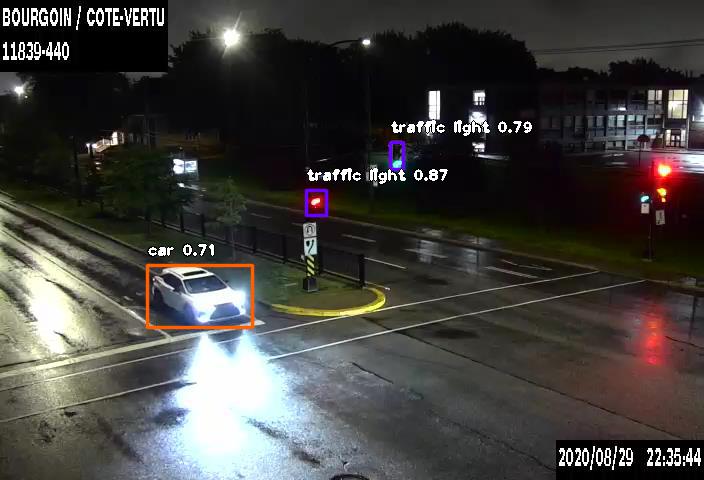 BOURGOIN / COTE-VERTU
11839-440
traffic light 0.79
traffic light 0.87
car 0.71
2020/08/29 22:35:44